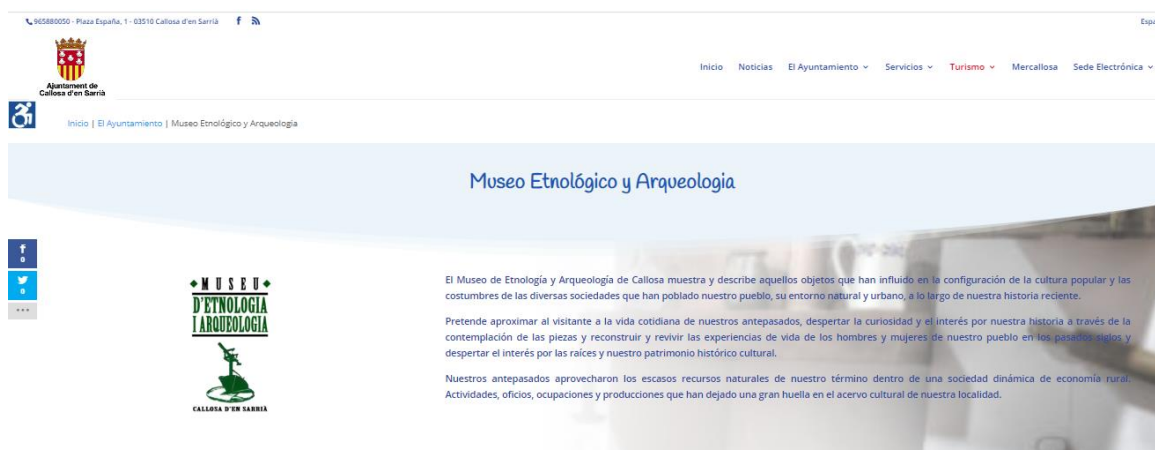 965880050 - Plaza España, 1 - 03510 Callosa d'en Sarrià
Inicio Noticias El Ayuntamiento Servicios Turismo Mercallosa Sede Electrónica
Ajuntament de
Callosa d'en Sarrià
Inicio | El Ayuntamiento | Museo Etnológico y Arqueologia
Museo Etnológico y Arqueologia
f
0
0
MUSEU
D'ETNOLOGIA
I ARQUEOLOGIA
CALLOSA D'EN SARRIÀ
El Museo de Etnología y Arqueología de Callosa muestra y describe aquellos objetos que han influido en la configuración de la cultura popular y las
costumbres de las diversas sociedades que han poblado nuestro pueblo, su entorno natural y urbano, a lo largo de nuestra historia reciente.
Pretende aproximar al visitante a la vida cotidiana de nuestros antepasados, despertar la curiosidad y el interés por nuestra historia a través de la
contemplación de las piezas y reconstruir y revivir las experiencias de vida de los hombres y mujeres de nuestro pueblo en los pasados siglos y
despertar el interés por las raíces y nuestro patrimonio histórico cultural.
Nuestros antepasados aprovecharon los escasos recursos naturales de nuestro término dentro de una sociedad dinámica de economía rural.
Actividades, oficios, ocupaciones y producciones que han dejado una gran huella en el acervo cultural de nuestra localidad.